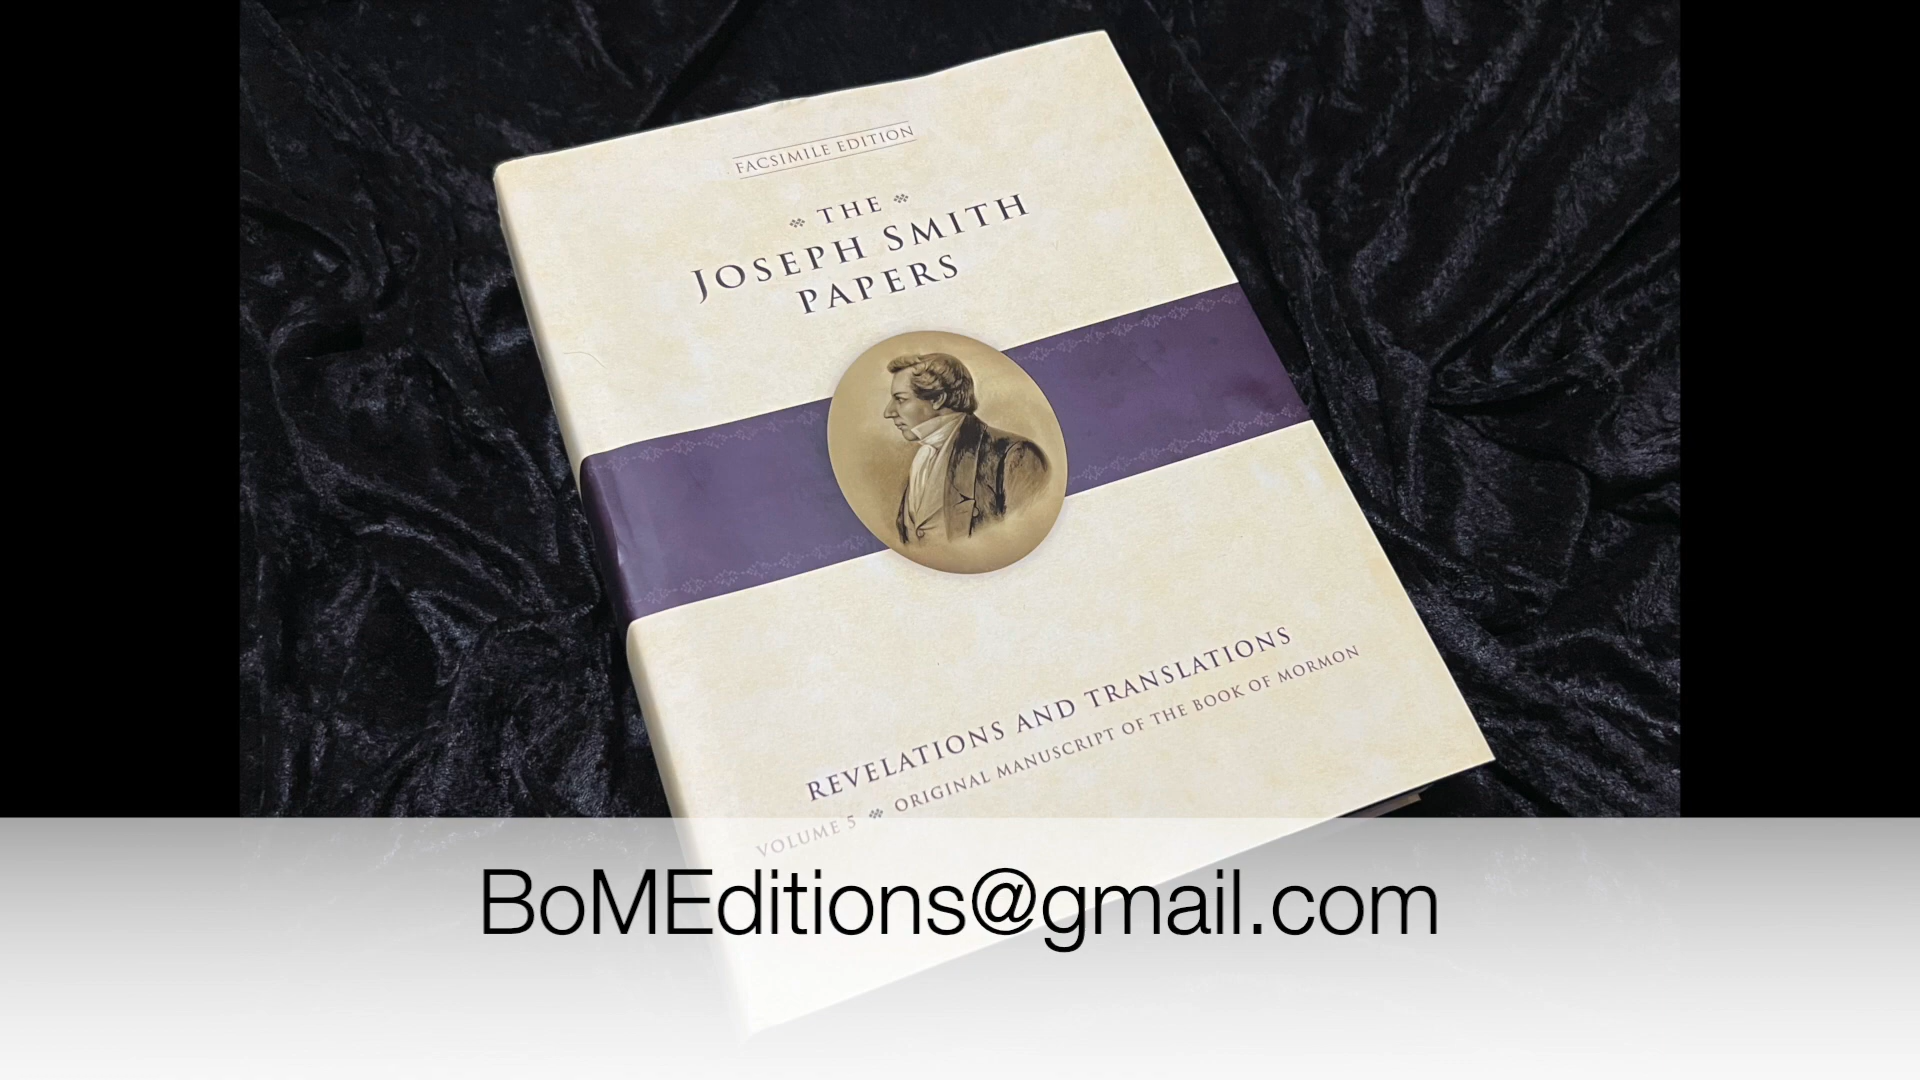 FACSIMILE EDITION
THE
JOSEPH SMITH
PAPERS
REVELATIONS AND TRANSLATIONS
VOLUME 5 ORIGINAL MANUSCRIPT OF THE BOOK OF MORMON
BoMEditions@gmail.com